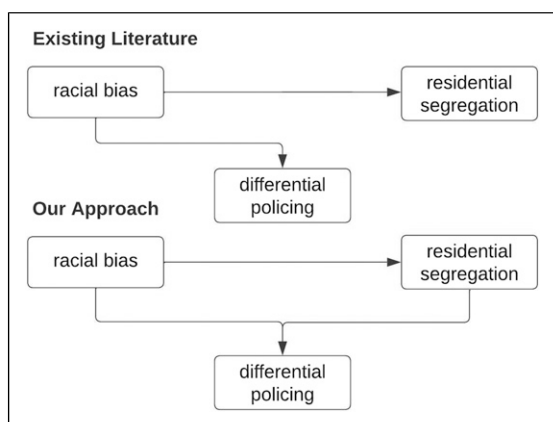 Existing Literature
racial bias
residential
segregation
differential
policing
Our Approach
racial bias
residential
segregation
differential
policing